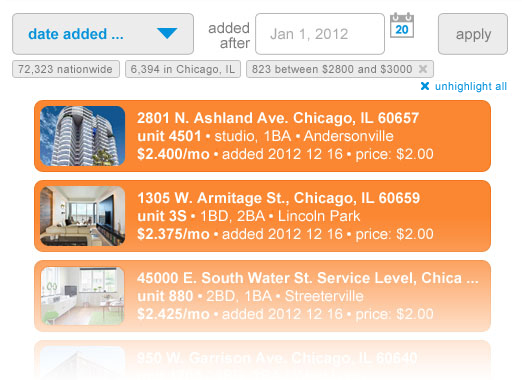 date added ...
added after
Jan 1, 2012
20
apply
72,323 nationwide
6,394 in Chicago, IL
823 between $2800 and $3000
unhighlight all
2801 N. Ashland Ave. Chicago, IL 60657
unit 4501 • studio, 1BA • Andersonville
$2.400/mo • added 2012 12 16 • price: $2.00
1305 W. Armitage St., Chicago, IL 60659
unit 3S • 1BD, 2BA • Lincoln Park
$2.375/mo • added 2012 12 16 • price: $2.00
45000 E. South Water St. Service Level, Chica ...
unit 880 • 2BD, 1BA • Streeterville
$2.425/mo • added 2012 12 16 • price: $2.00
950 W. Garrison Ave. Chicago, IL 60640